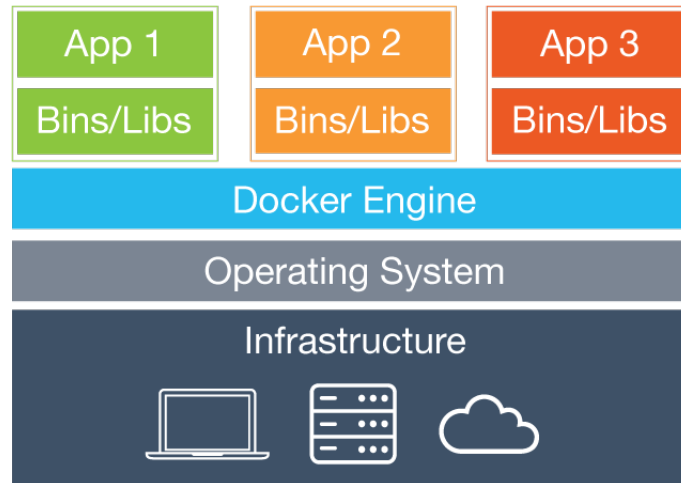 App 1
App 2
App 3
Bins/Libs
Bins/Libs
Bins/Libs
Docker Engine
Operating System
Infrastructure